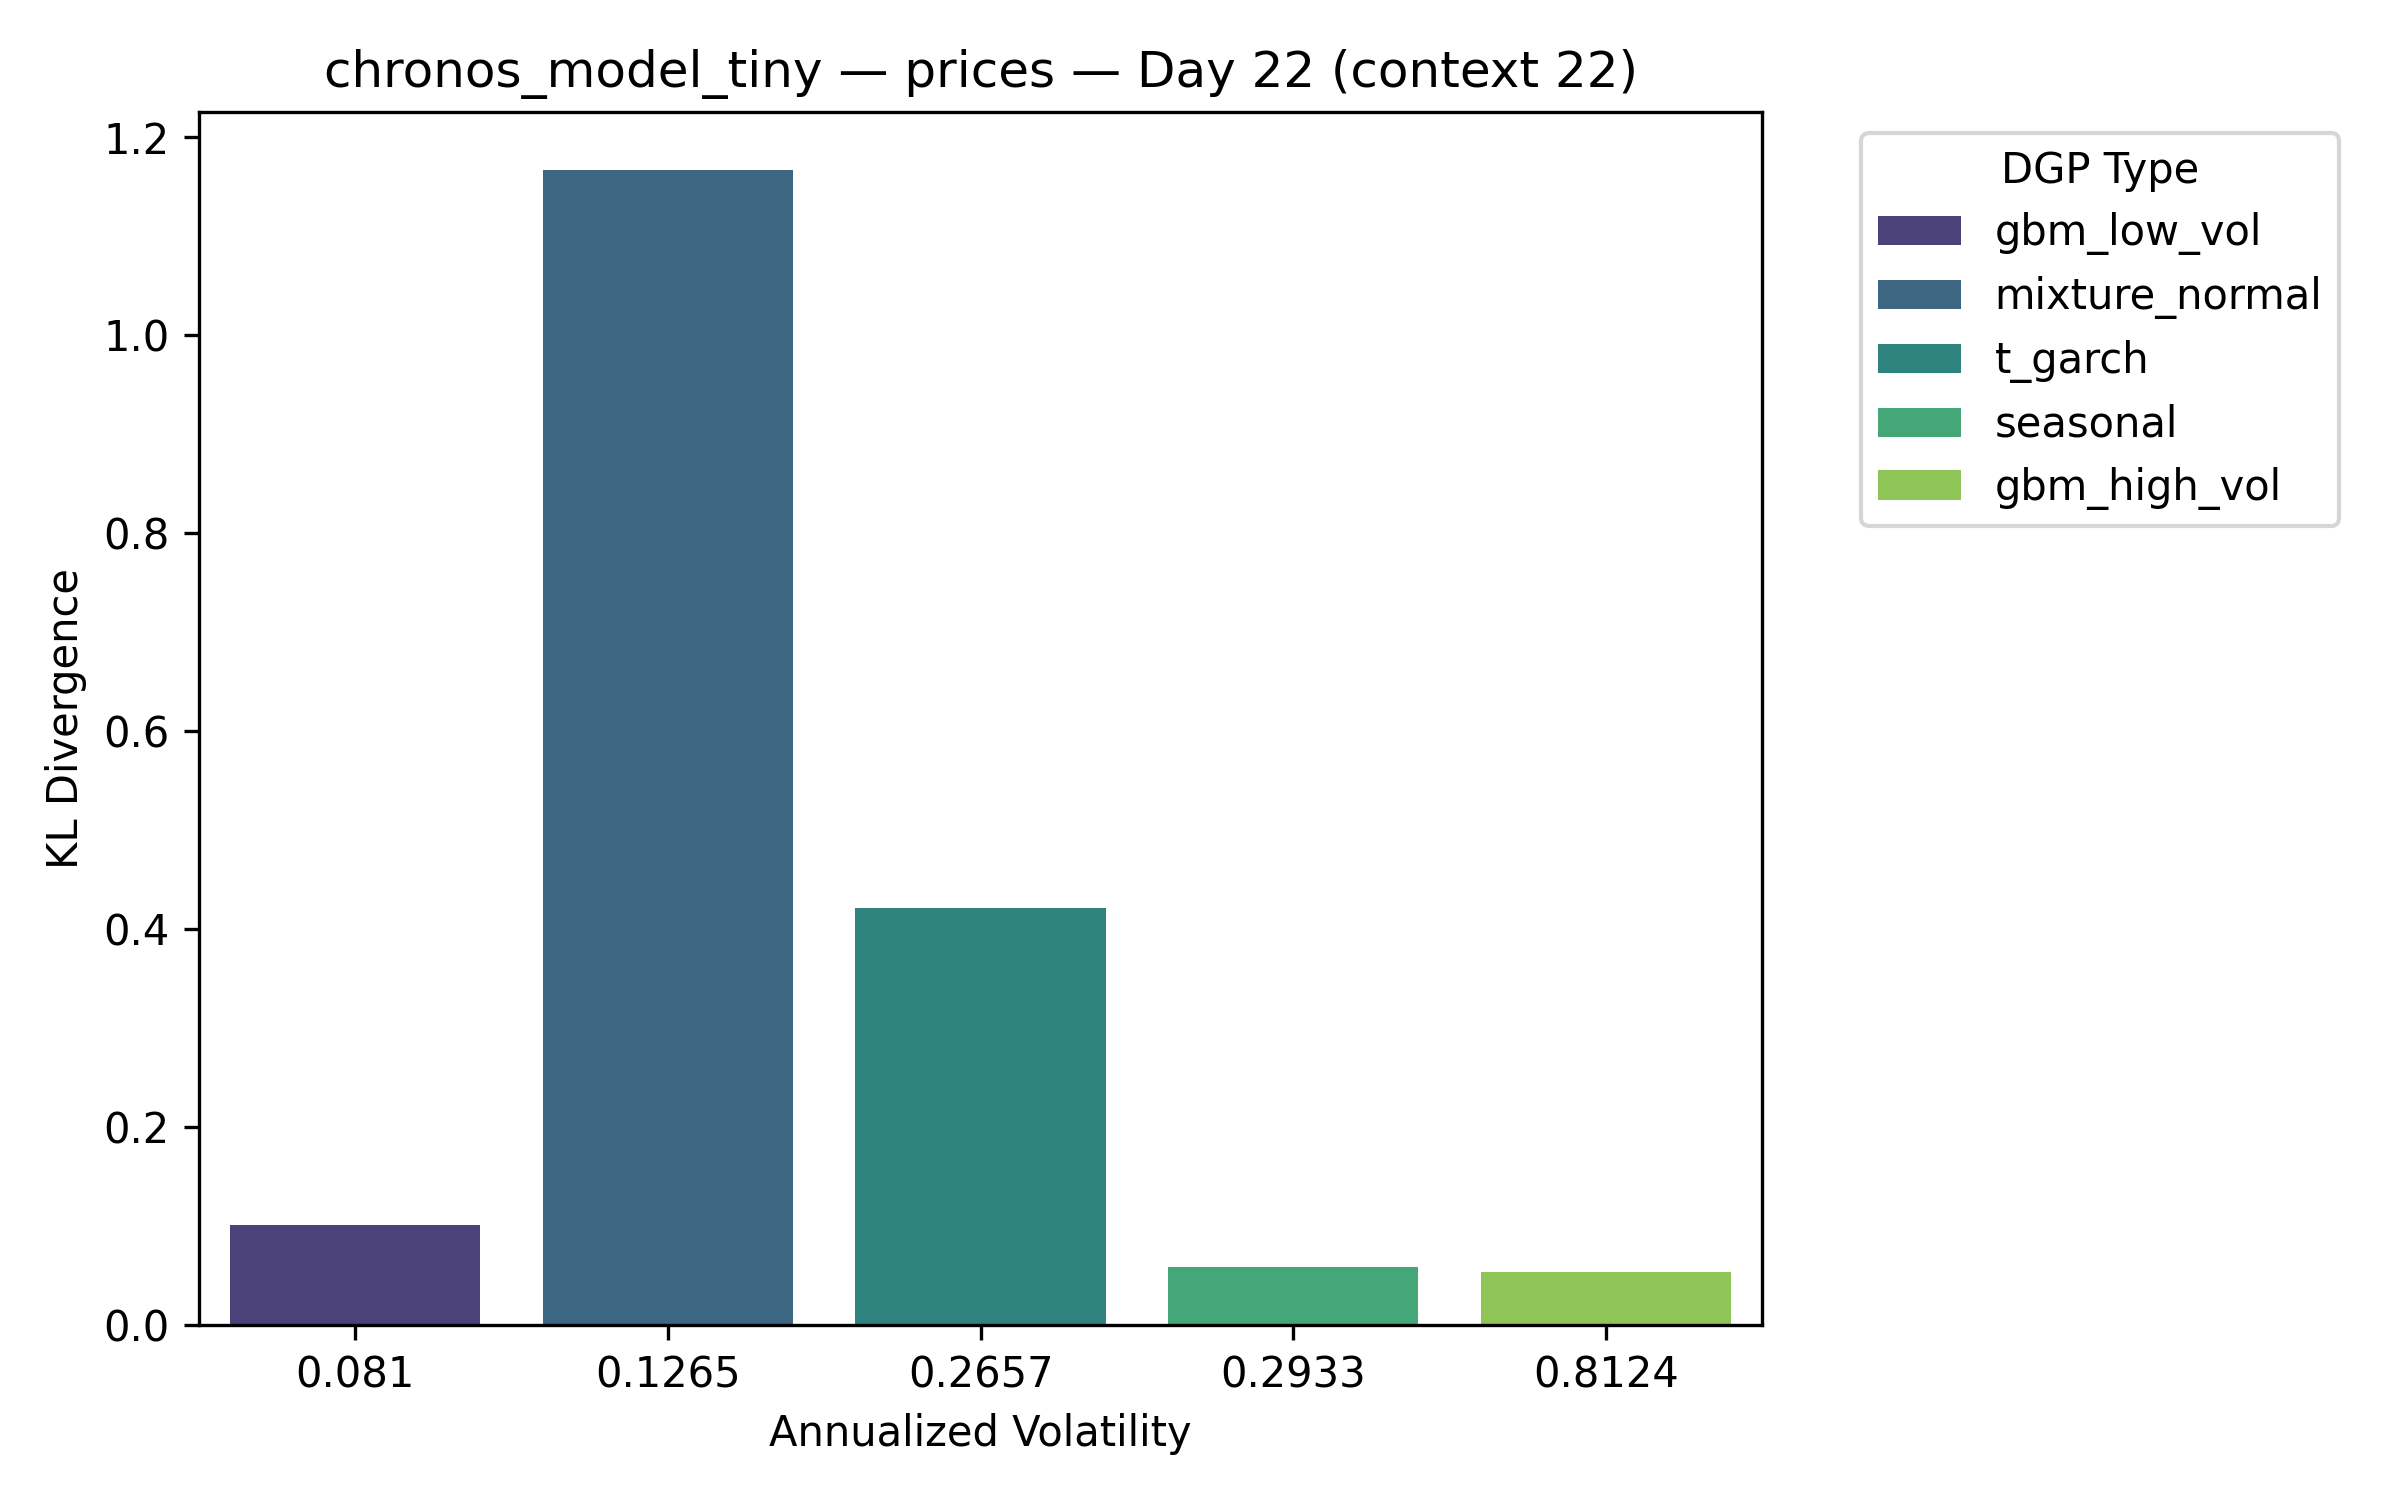 chronos_model_tiny — prices — Day 22 (context 22)
1.2
1.0
0.8
0.6
0.4
0.2
0.0
KL Divergence
0.081 0.1265 0.2657 0.2933 0.8124
Annualized Volatility
DGP Type
gbm_low_vol
mixture_normal
t_garch
seasonal
gbm_high_vol